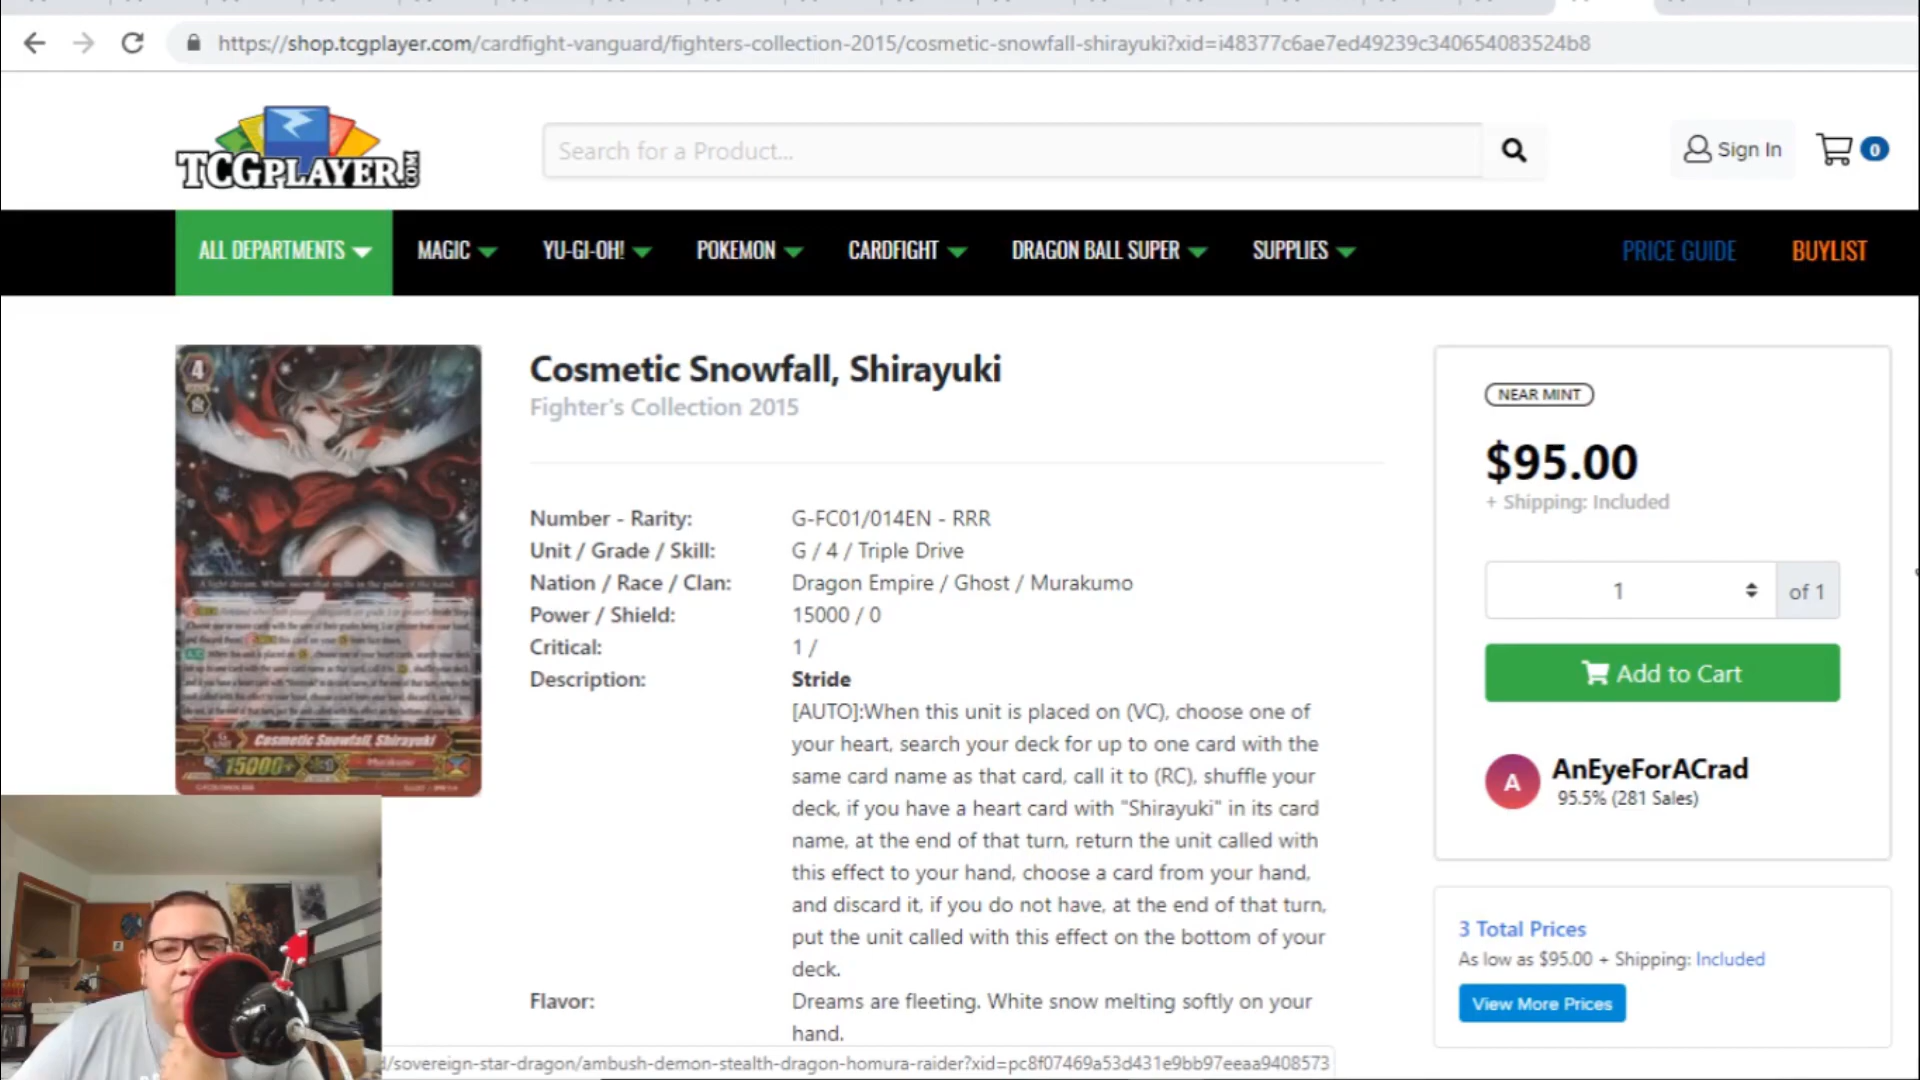 https://shop.tcgplayer.com/cardfight-vanguard/fighters-collection-2015/cosmetic-snowfall-shirayuki?xid=i48377c6ae7ed49239c340654083524b8
TCGPLAYER.COM
Search for a Product...
Sign In
0
ALL DEPARTMENTS
MAGIC
YU-GI-OH!
POKEMON
CARDFIGHT
DRAGON BALL SUPER
SUPPLIES
PRICE GUIDE
BUYLIST
4
Cosmetic Snowfall, Shirayuki
15000+
Murakumo
Cosmetic Snowfall, Shirayuki
Fighter's Collection 2015
Number - Rarity: G-FC01/014EN - RRR
Unit / Grade / Skill: G / 4 / Triple Drive
Nation / Race / Clan: Dragon Empire / Ghost / Murakumo
Power / Shield: 15000 / 0
Critical: 1 /
Description: Stride
[AUTO]:When this unit is placed on (VC), choose one of
your heart, search your deck for up to one card with the
same card name as that card, call it to (RC), shuffle your
deck, if you have a heart card with "Shirayuki" in its card
name, at the end of that turn, return the unit called with
this effect to your hand, choose a card from your hand,
and discard it, if you do not have, at the end of that turn,
put the unit called with this effect on the bottom of your
deck.
Flavor: Dreams are fleeting. White snow melting softly on your
hand.
NEAR MINT
$95.00
+ Shipping: Included
1
of 1
Add to Cart
A
AnEyeForACrad
95.5% (281 Sales)
3 Total Prices
As low as $95.00 + Shipping: Included
View More Prices
/sovereign-star-dragon/ambush-demon-stealth-dragon-homura-raider?xid=pc8f07469a53d431e9bb97eeaa9408573